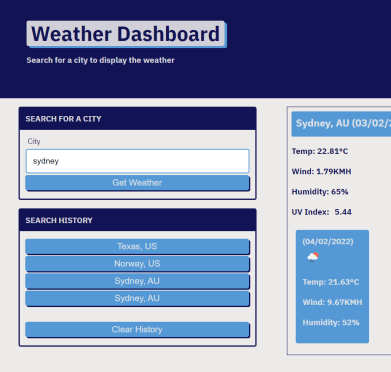 Weather Dashboard
Search for a city to display the weather
SEARCH FOR A CITY
City
sydney
Get Weather
SEARCH HISTORY
Texas, US
Norway, US
Sydney, AU
Sydney, AU
Clear History
Sydney, AU (03/02/
Temp: 22.81°C
Wind: 1.79KMH
Humidity: 65%
UV Index: 5.44
(04/02/2022)
Temp: 21.63°C
Wind: 9.67KMH
Humidity: 52%